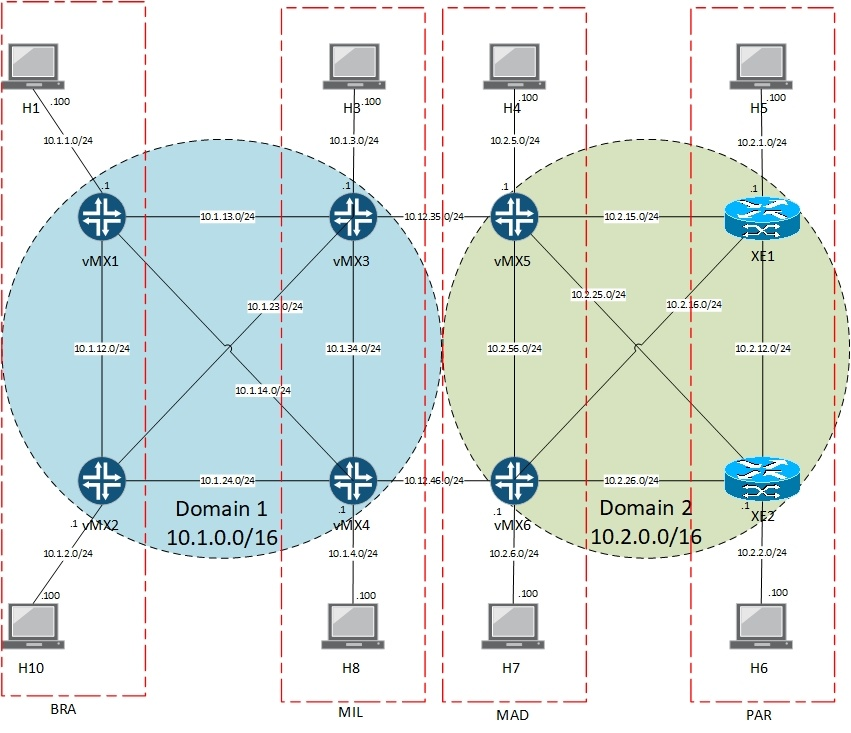 .100
H1
.100
H3
.100
H4
.100
H5
10.1.1.0/24
10.1.3.0/24
10.2.5.0/24
10.2.1.0/24
.1
.1
.1
.1
10.1.13.0/24
10.12.35.0/24
10.2.15.0/24
vMX1
vMX3
vMX5
XE1
10.1.23.0/24
10.2.25.0/24
10.2.16.0/24
10.1.12.0/24
10.1.34.0/24
10.2.56.0/24
10.2.12.0/24
10.1.14.0/24
10.1.24.0/24
10.12.46.0/24
10.2.26.0/24
Domain 1
10.1.0.0/16
Domain 2
10.2.0.0/16
.1
vMX2
.1
vMX4
.1
vMX6
.1
XE2
10.1.2.0/24
10.1.4.0/24
10.2.6.0/24
10.2.2.0/24
.100
.100
.100
.100
H10
H8
H7
H6
BRA
MIL
MAD
PAR